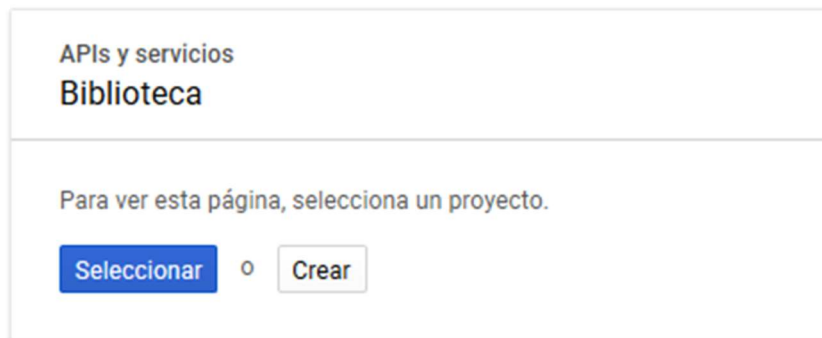 APIs y servicios
Biblioteca
Para ver esta página, selecciona un proyecto.
Seleccionar o Crear